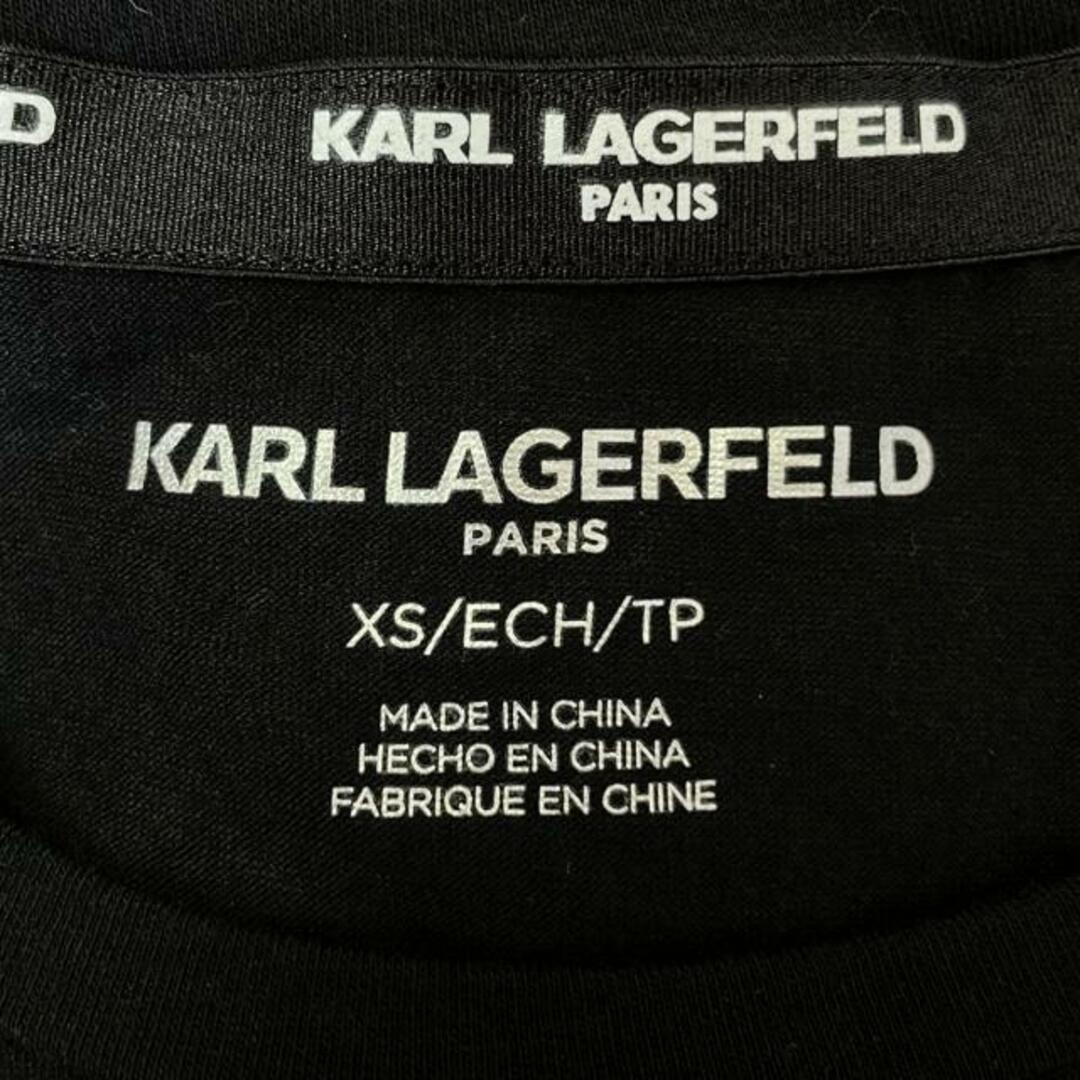 D KARL LAGERFELD
PARIS
KARL LAGERFELD
PARIS
XS/ECH/TP
MADE IN CHINA
HECHO EN CHINA
FABRIQUE EN CHINE